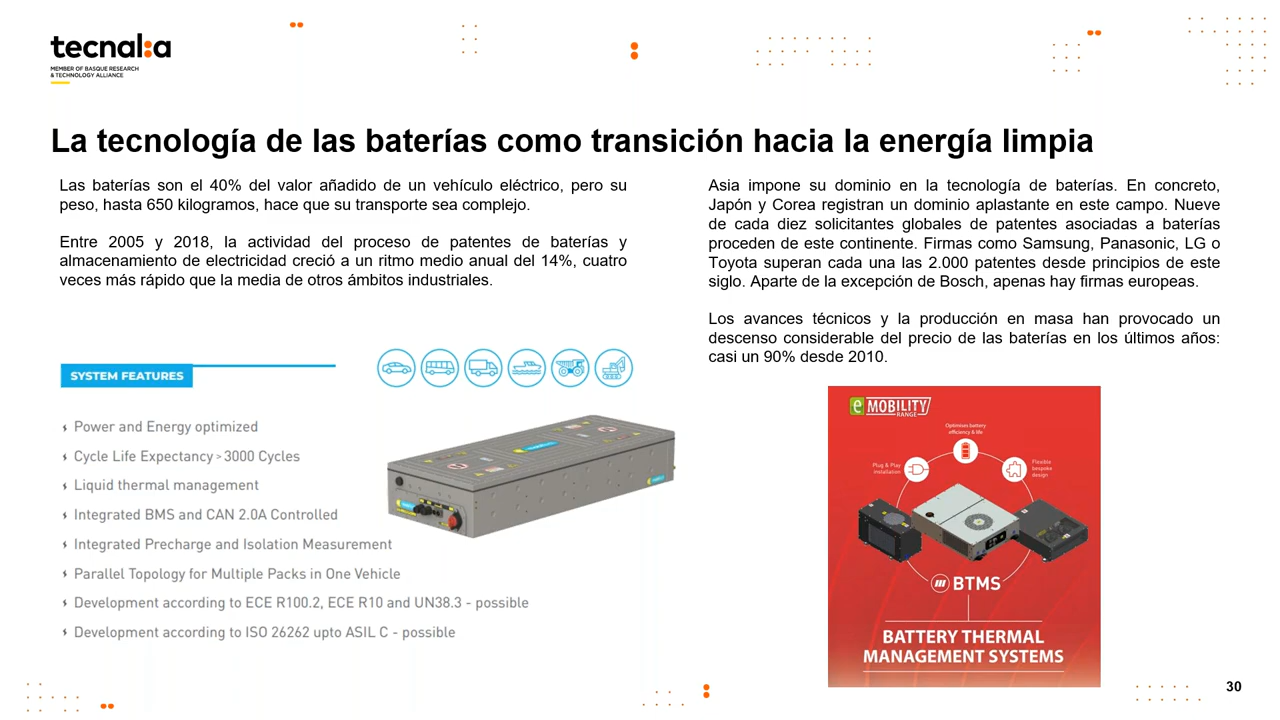 tecnalia
MEMBER OF BASQUE RESEARCH
& TECHNOLOGY ALLIANCE
La tecnología de las baterías como transición hacia la energía limpia
Las baterías son el 40% del valor añadido de un vehículo eléctrico, pero su
peso, hasta 650 kilogramos, hace que su transporte sea complejo.
Entre 2005 y 2018, la actividad del proceso de patentes de baterías y
almacenamiento de electricidad creció a un ritmo medio anual del 14%, cuatro
veces más rápido que la media de otros ámbitos industriales.
SYSTEM FEATURES
Power and Energy optimized
Cycle Life Expectancy > 3000 Cycles
Liquid thermal management
Integrated BMS and CAN 2.0A Controlled
Integrated Precharge and Isolation Measurement
Parallel Topology for Multiple Packs in One Vehicle
Development according to ECE R100.2, ECE R10 and UN38.3 - possible
Development according to ISO 26262 upto ASIL C - possible
Asia impone su dominio en la tecnología de baterías. En concreto,
Japón y Corea registran un dominio aplastante en este campo. Nueve
de cada diez solicitantes globales de patentes asociadas a baterías
proceden de este continente. Firmas como Samsung, Panasonic, LG o
Toyota superan cada una las 2.000 patentes desde principios de este
siglo. Aparte de la excepción de Bosch, apenas hay firmas europeas.
Los avances técnicos y la producción en masa han provocado un
descenso considerable del precio de las baterías en los últimos años:
casi un 90% desde 2010.
e MOBILITY
RANGE
Optimises battery
efficiency & life
Plug & Play
installation
Flexible
bespoke
design
BTMS
BATTERY THERMAL
MANAGEMENT SYSTEMS
30